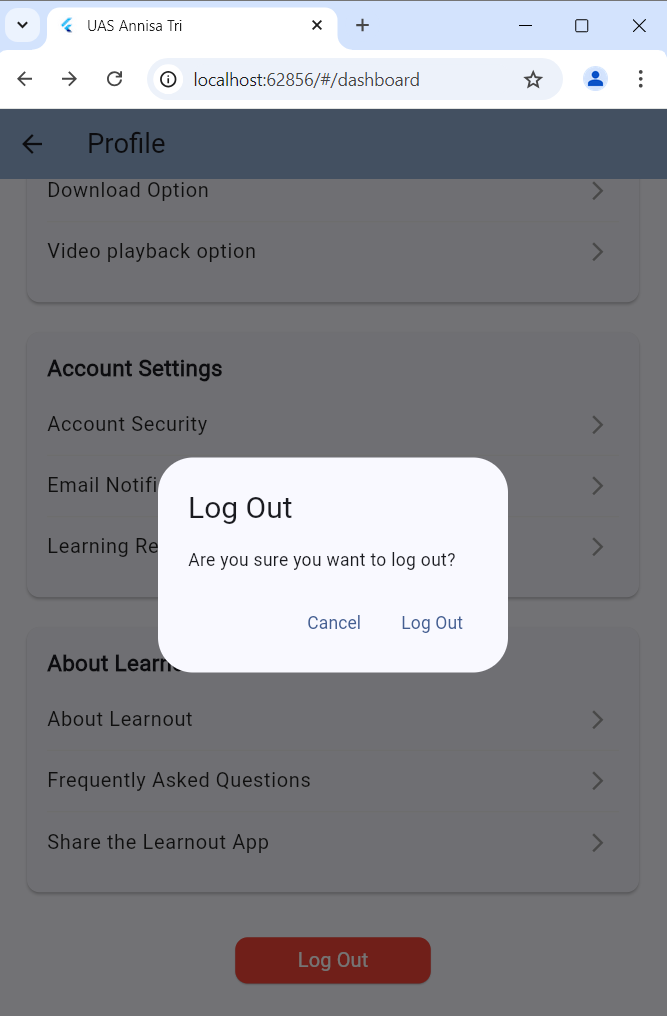 UAS Annisa Tri
localhost:62856/#/dashboard
Profile
Download Option
Video playback option
Account Settings
Account Security
Email Notifi
Learning Re
Log Out
Are you sure you want to log out?
Cancel Log Out
About Learn
About Learnout
Frequently Asked Questions
Share the Learnout App
Log Out